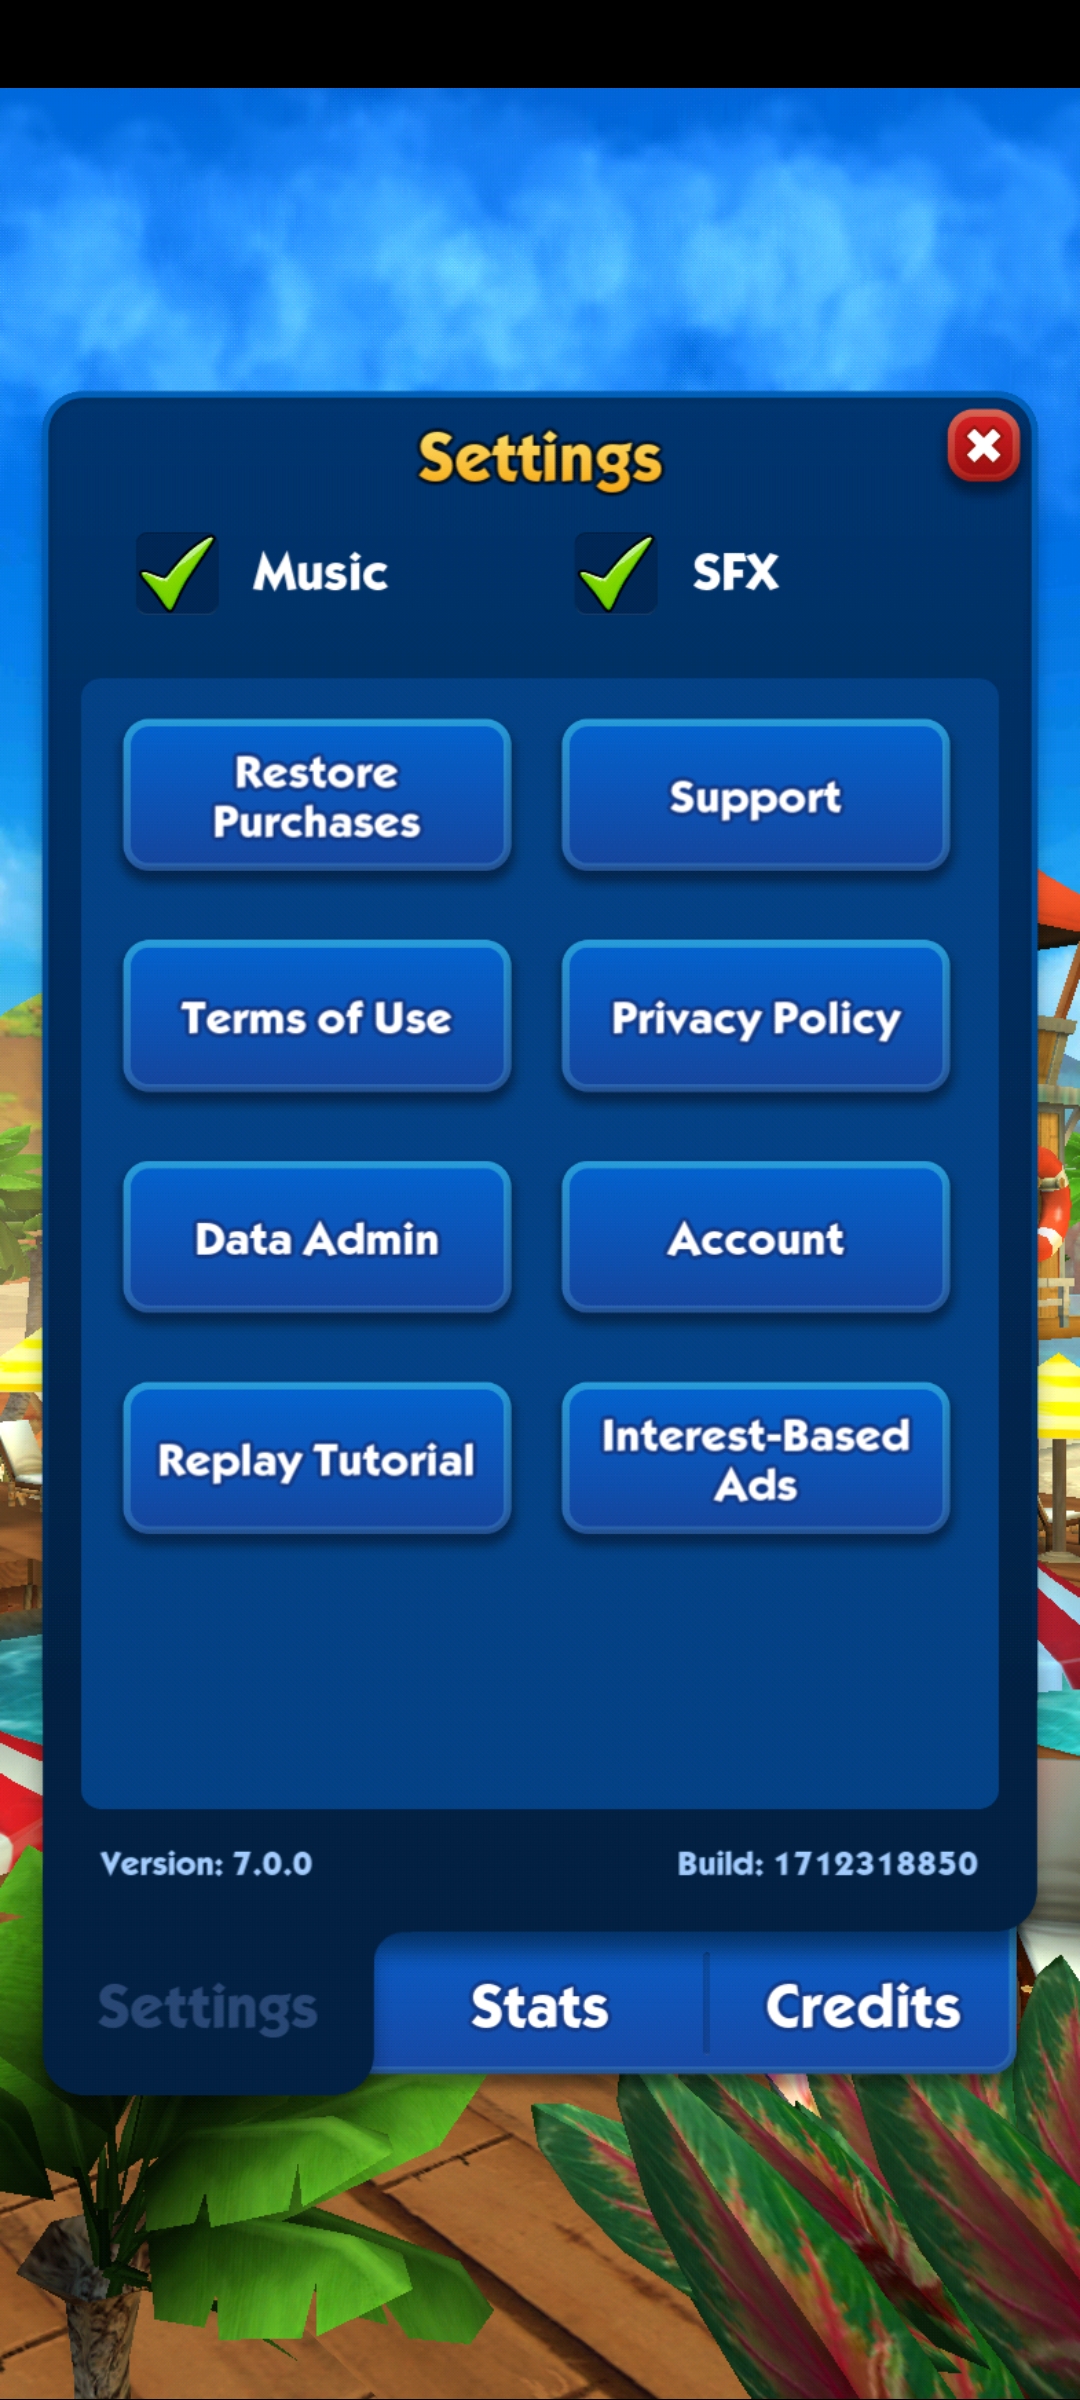 Settings
Music
SFX
Restore
Purchases
Support
Terms of Use
Privacy Policy
Data Admin
Account
Replay Tutorial
Interest-Based
Ads
Version: 7.0.0
Build: 1712318850
Settings
Stats
Credits